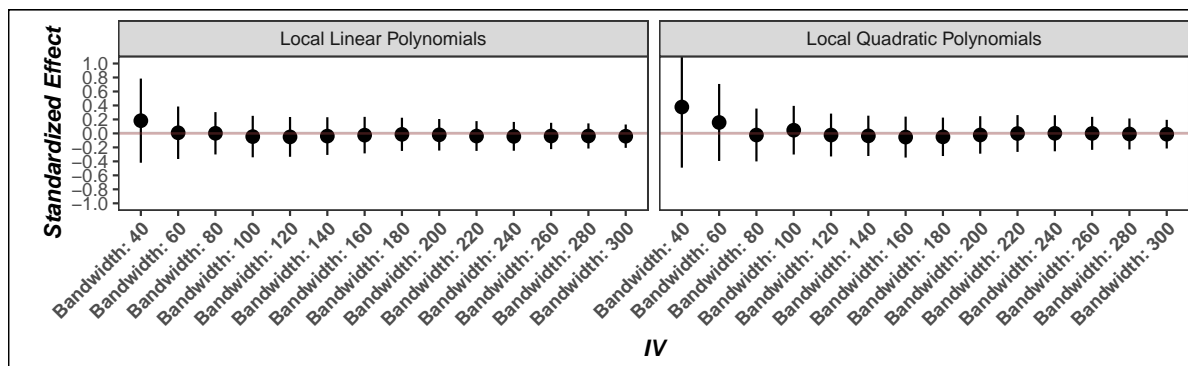 Local Linear Polynomials
Local Quadratic Polynomials
Standardized Effect
1.0
0.8
0.6
0.4
0.2
0.0
−0.2
−0.4
−0.6
−0.8
−1.0
Bandwidth: 40
Bandwidth: 60
Bandwidth: 80
Bandwidth: 100
Bandwidth: 120
Bandwidth: 140
Bandwidth: 160
Bandwidth: 180
Bandwidth: 200
Bandwidth: 220
Bandwidth: 240
Bandwidth: 260
Bandwidth: 280
Bandwidth: 300
Bandwidth: 40
Bandwidth: 60
Bandwidth: 80
Bandwidth: 100
Bandwidth: 120
Bandwidth: 140
Bandwidth: 160
Bandwidth: 180
Bandwidth: 200
Bandwidth: 220
Bandwidth: 240
Bandwidth: 260
Bandwidth: 280
Bandwidth: 300
IV